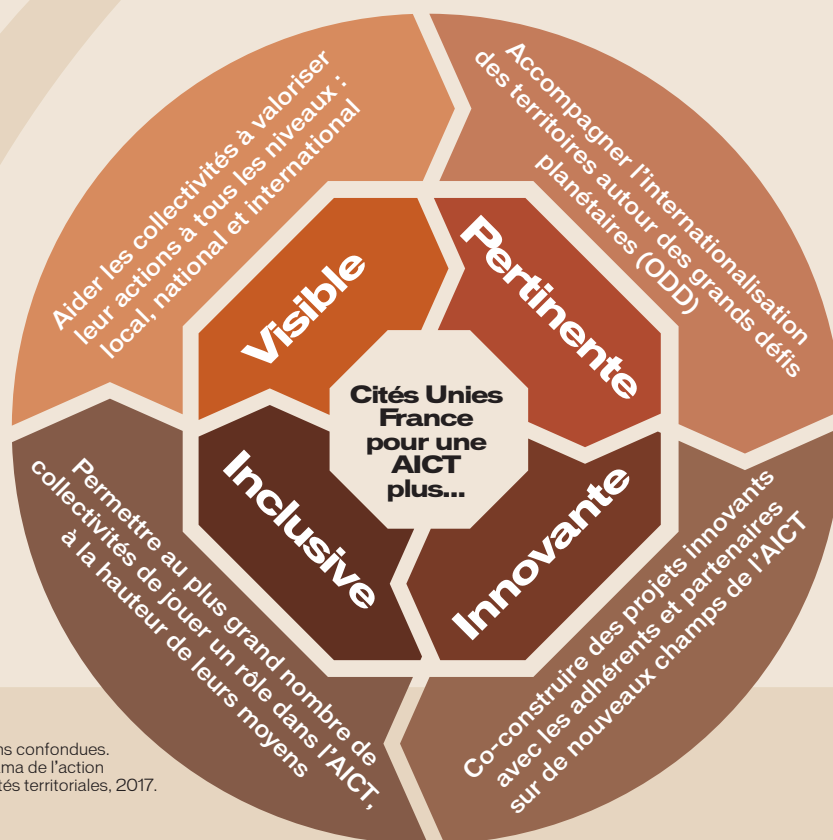 Aider les collectivités à valoriser
leur actions à tous les niveaux :
local, national et international
Accompagner l'internationalisation
des territoires autour des grands défis
planétaires (ODD)
Visible
Pertinente
Cités Unies
France
pour une
AICT
plus...
Inclusive
Innovante
Permettre au plus grand nombre de
collectivités de jouer un rôle dans l'AICT,
à la hauteur de leurs moyens
Co-construire des projets innovants
avec les adhérents et partenaires
sur de nouveaux champs de l'AICT
confondues.
de l'action
territoriales, 2017.